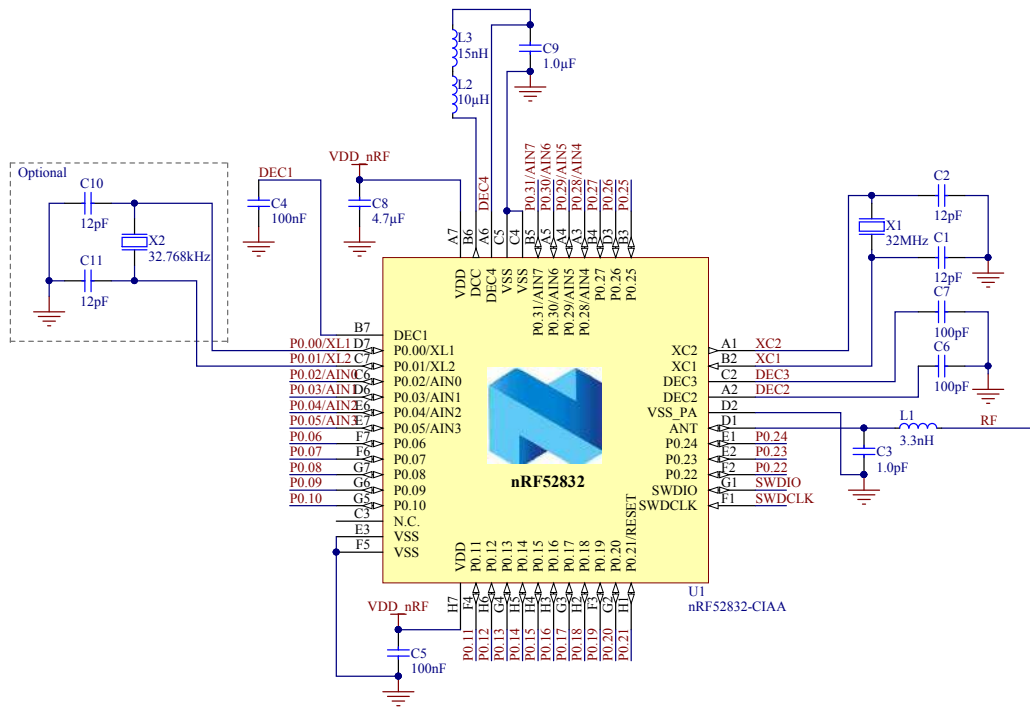 L3
15nH
L2
10µH
C9
1.0µF
Optional
C10
12pF
X2
32.768kHz
C11
12pF
DEC1
C4
100nF
VDD_nRF
C8
4.7µF
DEC4
P0.31/AIN7
P0.30/AIN6
P0.29/AIN5
P0.28/AIN4
P0.27
P0.26
P0.25
A7
B6
A6
C5
C4
B5
A5
A4
A3
B4
D3
B3
VDD
DCC
DEC4
VSS
VSS
P0.31/AIN7
P0.30/AIN6
P0.29/AIN5
P0.28/AIN4
P0.27
P0.26
P0.25
C2
12pF
X1
32MHz
C1
12pF
C7
100pF
C6
100pF
B7 DEC1
P0.00/XL1 D7 P0.00/XL1
P0.01/XL2 C7 P0.01/XL2
P0.02/AIN0 C6 P0.02/AIN0
P0.03/AIN1 D6 P0.03/AIN1
P0.04/AIN2 E6 P0.04/AIN2
P0.05/AIN3 E7 P0.05/AIN3
P0.06 F7 P0.06
P0.07 F6 P0.07
P0.08 G7 P0.08
P0.09 G6 P0.09
P0.10 G5 P0.10
C3 N.C.
E3 VSS
F5 VSS
nRF52832
XC2 A1 XC2
XC1 B2 XC1
DEC3 C2 DEC3
DEC2 A2 DEC2
VSS_PA D2
ANT D1
P0.24 E1 P0.24
P0.23 E2 P0.23
P0.22 F2 P0.22
SWDIO G1 SWDIO
SWDCLK F1 SWDCLK
L1
3.3nH
RF
C3
1.0pF
VDD
P0.11
P0.12
P0.13
P0.14
P0.15
P0.16
P0.17
P0.18
P0.19
P0.20
P0.21/RESET
U1
nRF52832-CIAA
H7
F4
H6
G4
H5
H4
H3
G3
H2
F3
G2
H1
VDD_nRF
P0.11
P0.12
P0.13
P0.14
P0.15
P0.16
P0.17
P0.18
P0.19
P0.20
P0.21
C5
100nF